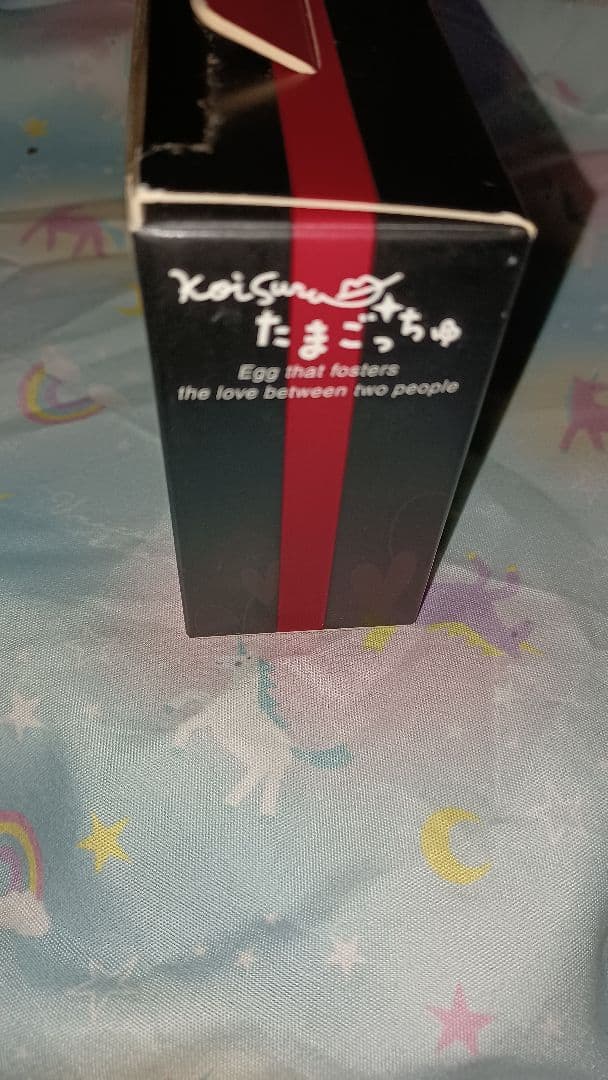 Koisuru
たまごっちゅ
Egg that fosters
the love between two people